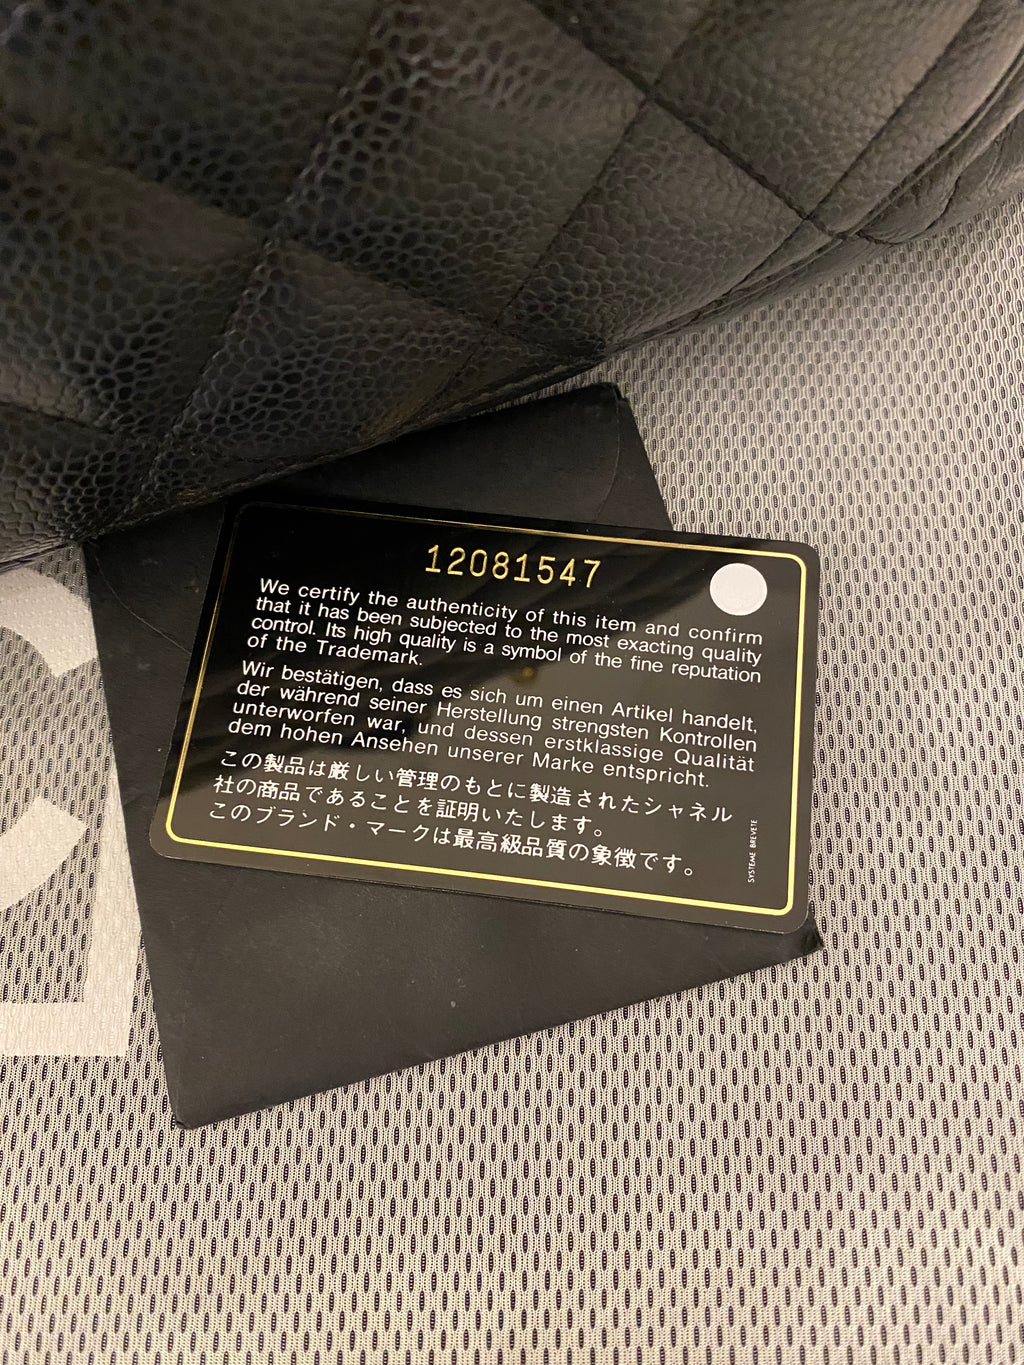 12081547
We certify the authenticity of this item and confirm
that it has been subjected to the most exacting quality
control. Its high quality is a symbol of the fine reputation
of the Trademark.
Wir bestätigen, dass es sich um einen Artikel handelt,
der während seiner Herstellung strengsten Kontrollen
unterworfen war, und dessen erstklassige Qualität
dem hohen Ansehen unserer Marke entspricht.
この製品は厳しい管理のもとに製造されたシャネル
社の商品であることを証明いたします。
このブランド・マークは最高級品質の象徴です。
SYSTEME BREVETE